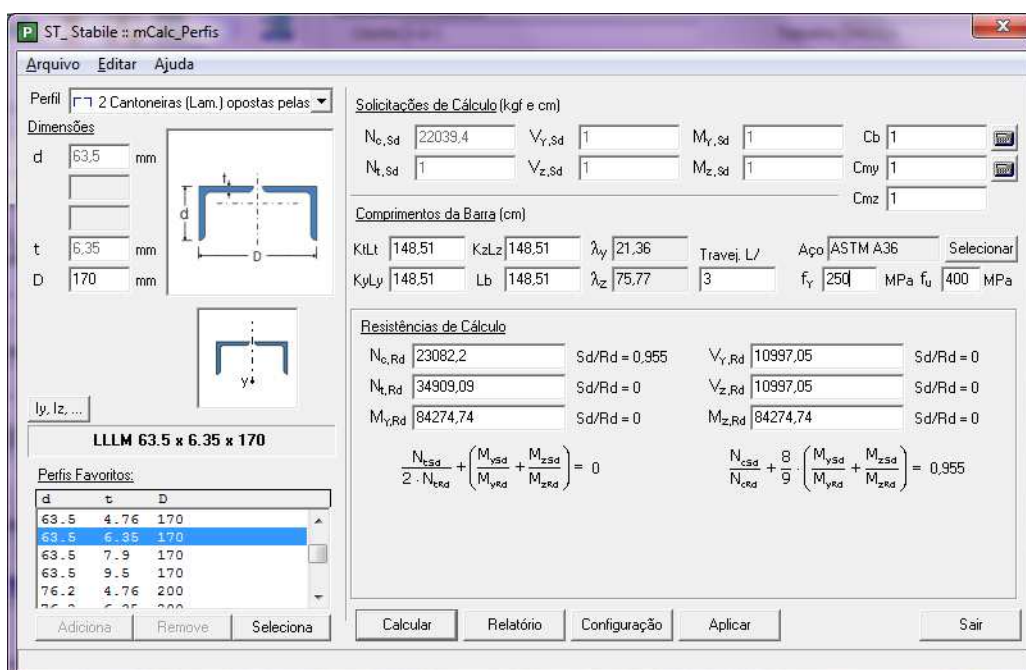 ST_ Stabile :: mCalc_Perfis
Arquivo Editar Ajuda
Perfil 2 Cantoneiras (Lam.) opostas pelas
Dimensões
d 63,5 mm
t 6,35 mm
D 170 mm
t
d
D
y
Iy, Iz, ...
LLLM 63.5 x 6.35 x 170
Perfis Favoritos:
d t D
63.5 4.76 170
63.5 6.35 170
63.5 7.9 170
63.5 9.5 170
76.2 4.76 200
Adiciona Remove Seleciona
Solicitações de Cálculo (kgf e cm)
Nc,Sd 22039,4 VY,Sd 1 MY,Sd 1 Cb 1
Nt,Sd 1 VZ,Sd 1 MZ,Sd 1 Cmy 1
Cmz 1
Comprimentos da Barra (cm)
KtLt 148,51 KzLz 148,51 λy 21,36 Travej. L/ Aço ASTM A36 Selecionar
KyLy 148,51 Lb 148,51 λz 75,77 3 fY 250 MPa fu 400 MPa
Resistências de Cálculo
Nc,Rd 23082,2 Sd/Rd = 0,955 VY,Rd 10997,05 Sd/Rd = 0
Nt,Rd 34909,09 Sd/Rd = 0 VZ,Rd 10997,05 Sd/Rd = 0
MY,Rd 84274,74 Sd/Rd = 0 MZ,Rd 84274,74 Sd/Rd = 0
NtSd / 2 · NtRd + (MySd / MyRd + MzSd / MzRd) = 0 NcSd / NcRd + 8 / 9 · (MySd / MyRd + MzSd / MzRd) = 0,955
Calcular Relatório Configuração Aplicar Sair